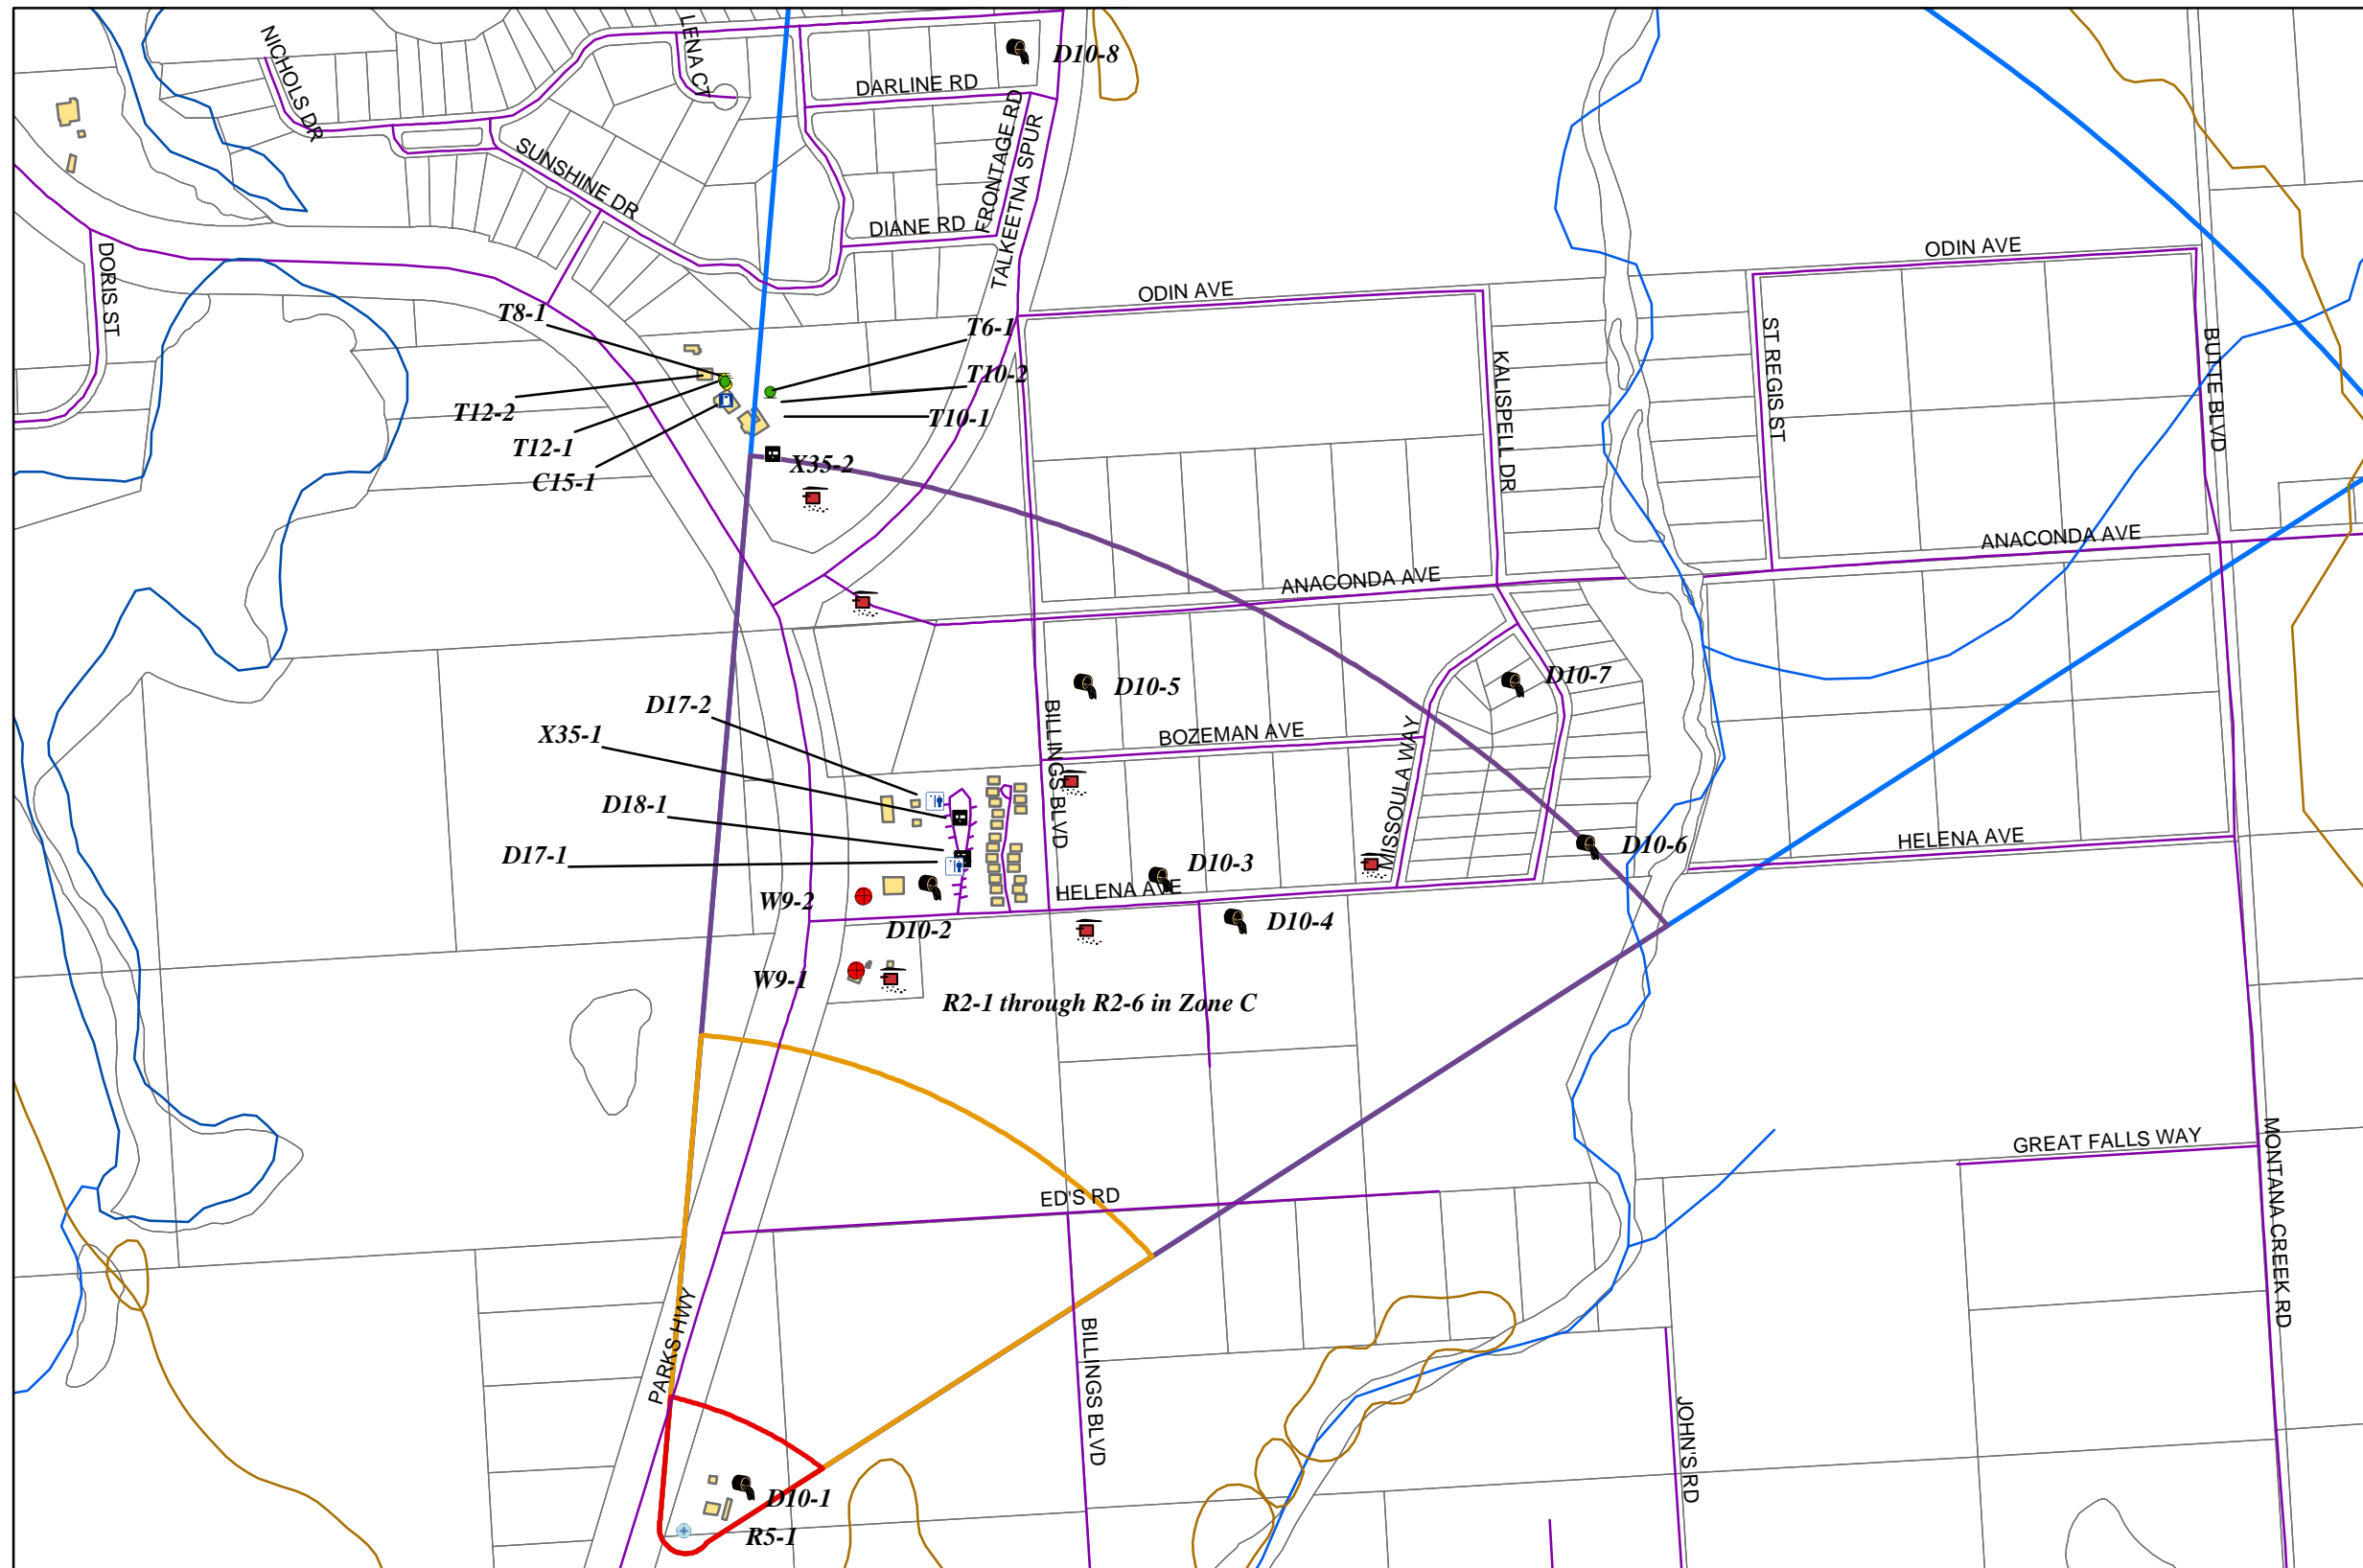 NICHOLS DR
LENA CT
D10-8
DARLINE RD
FRONTAGE RD
TALKEETNA SPUR
SUNSHINE DR
DIANE RD
DORIS ST
ODIN AVE
ODIN AVE
T8-1
T6-1
ST REGIS ST
BUTE BLVD
KALISPELL DR
T10-2
T12-2
T10-1
T12-1
X35-2
C15-1
ANACONDA AVE
ANACONDA AVE
D10-5
D10-7
D17-2
BILLINGS BLVD
BOZEMAN AVE
MISSOULA WAY
X35-1
D18-1
D17-1
D10-3
D10-6
HELENA AVE
HELENA AVE
W9-2
D10-2
D10-4
W9-1
R2-1 through R2-6 in Zone C
GREAT FALLS WAY
MONTANA CREEK RD
ED'S RD
PARKS HWY
BILLINGS BLVD
JOHN'S RD
D10-1
R5-1